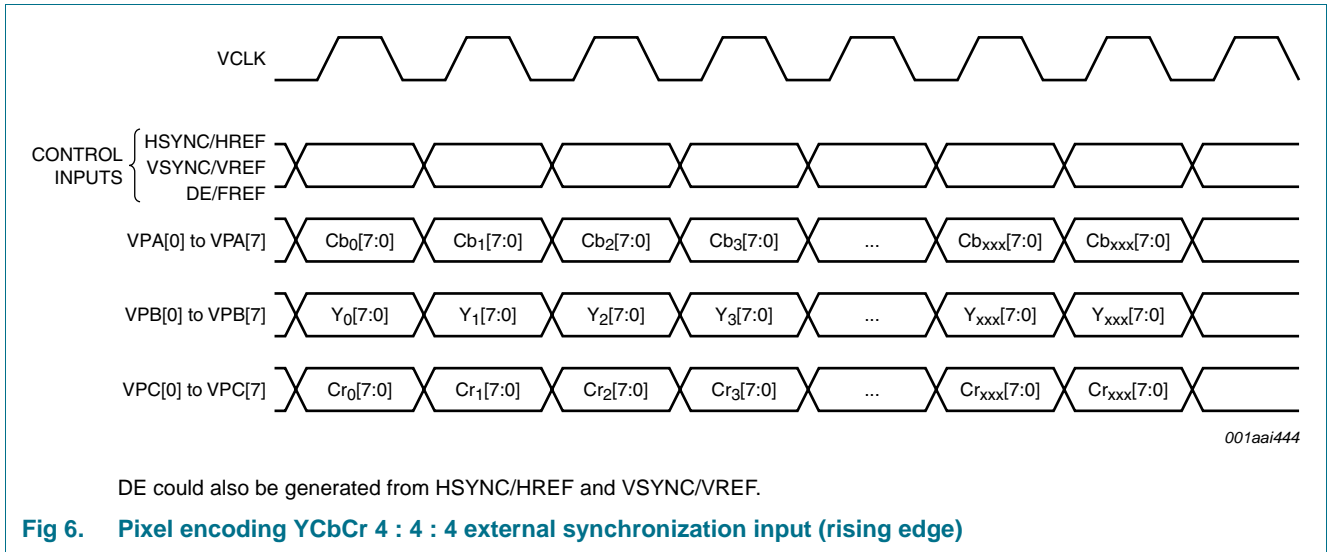 VCLK
CONTROL INPUTS
HSYNC/HREF
VSYNC/VREF
DE/FREF
VPA[0] to VPA[7] Cb0[7:0] Cb1[7:0] Cb2[7:0] Cb3[7:0] ... Cbxxx[7:0] Cbxxx[7:0]
VPB[0] to VPB[7] Y0[7:0] Y1[7:0] Y2[7:0] Y3[7:0] ... Yxxx[7:0] Yxxx[7:0]
VPC[0] to VPC[7] Cr0[7:0] Cr1[7:0] Cr2[7:0] Cr3[7:0] ... Crxxx[7:0] Crxxx[7:0]
001aai444
DE could also be generated from HSYNC/HREF and VSYNC/VREF.
Fig 6. Pixel encoding YCbCr 4 : 4 : 4 external synchronization input (rising edge)